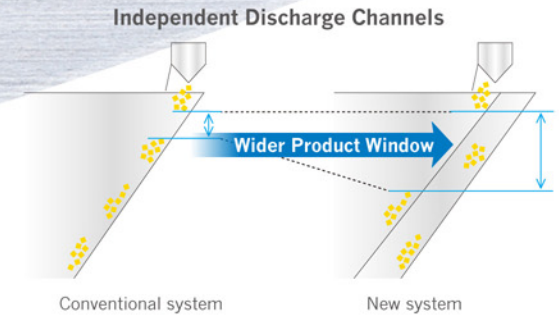 Independent Discharge Channels
Wider Product Window
Conventional system
New system